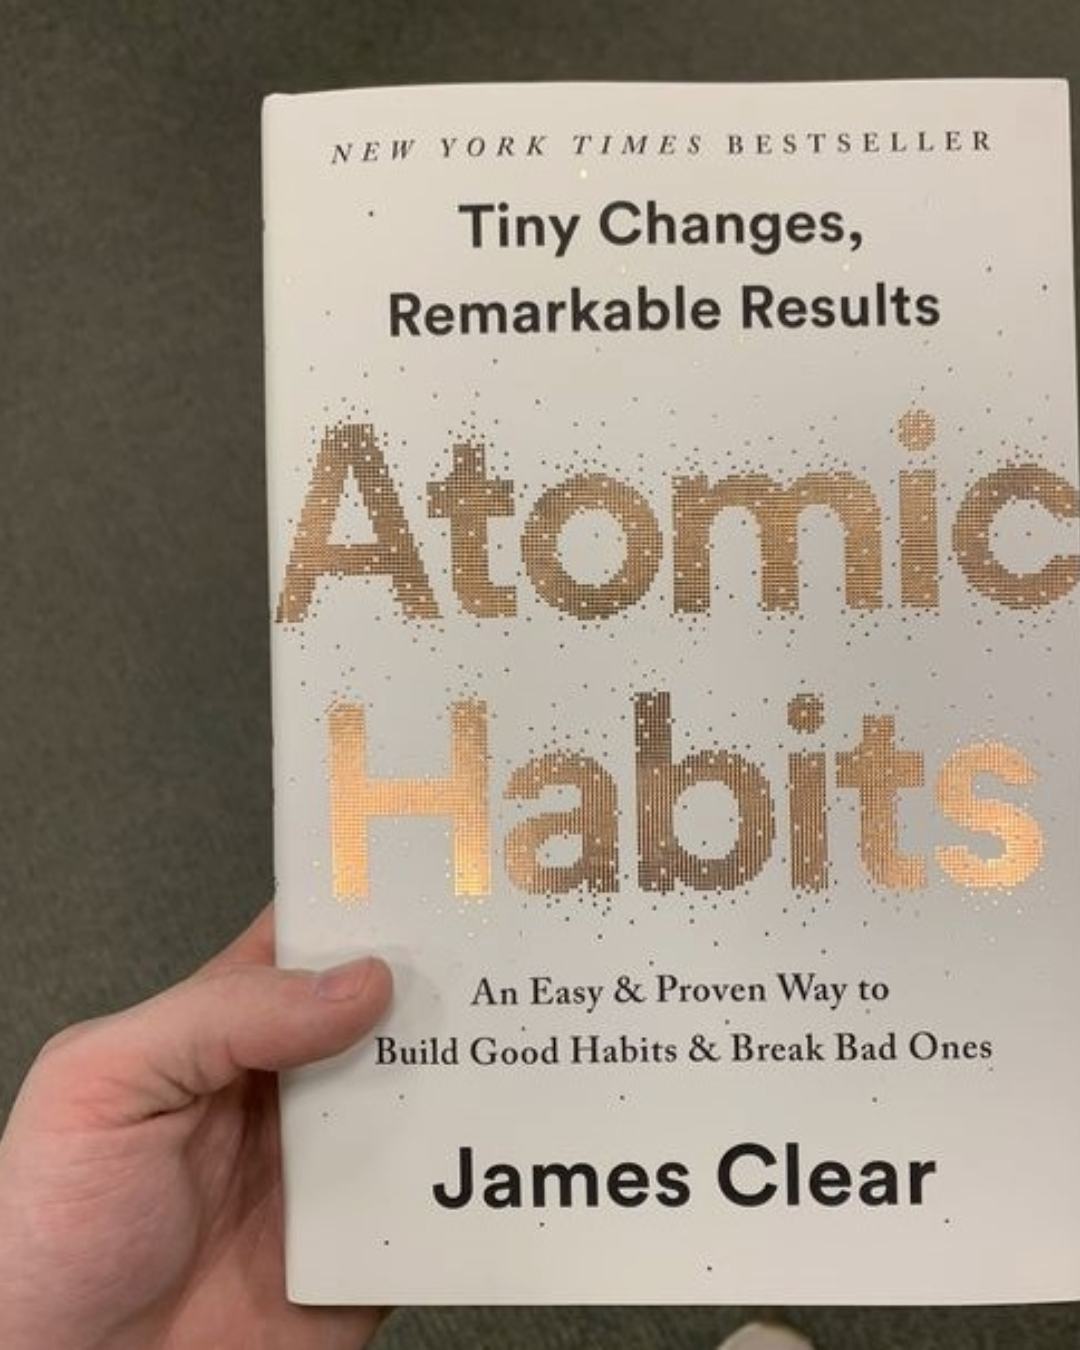 NEW YORK TIMES BESTSELLER
Tiny Changes,
Remarkable Results
Atomic
Habits
An Easy & Proven Way to
Build Good Habits & Break Bad Ones
James Clear